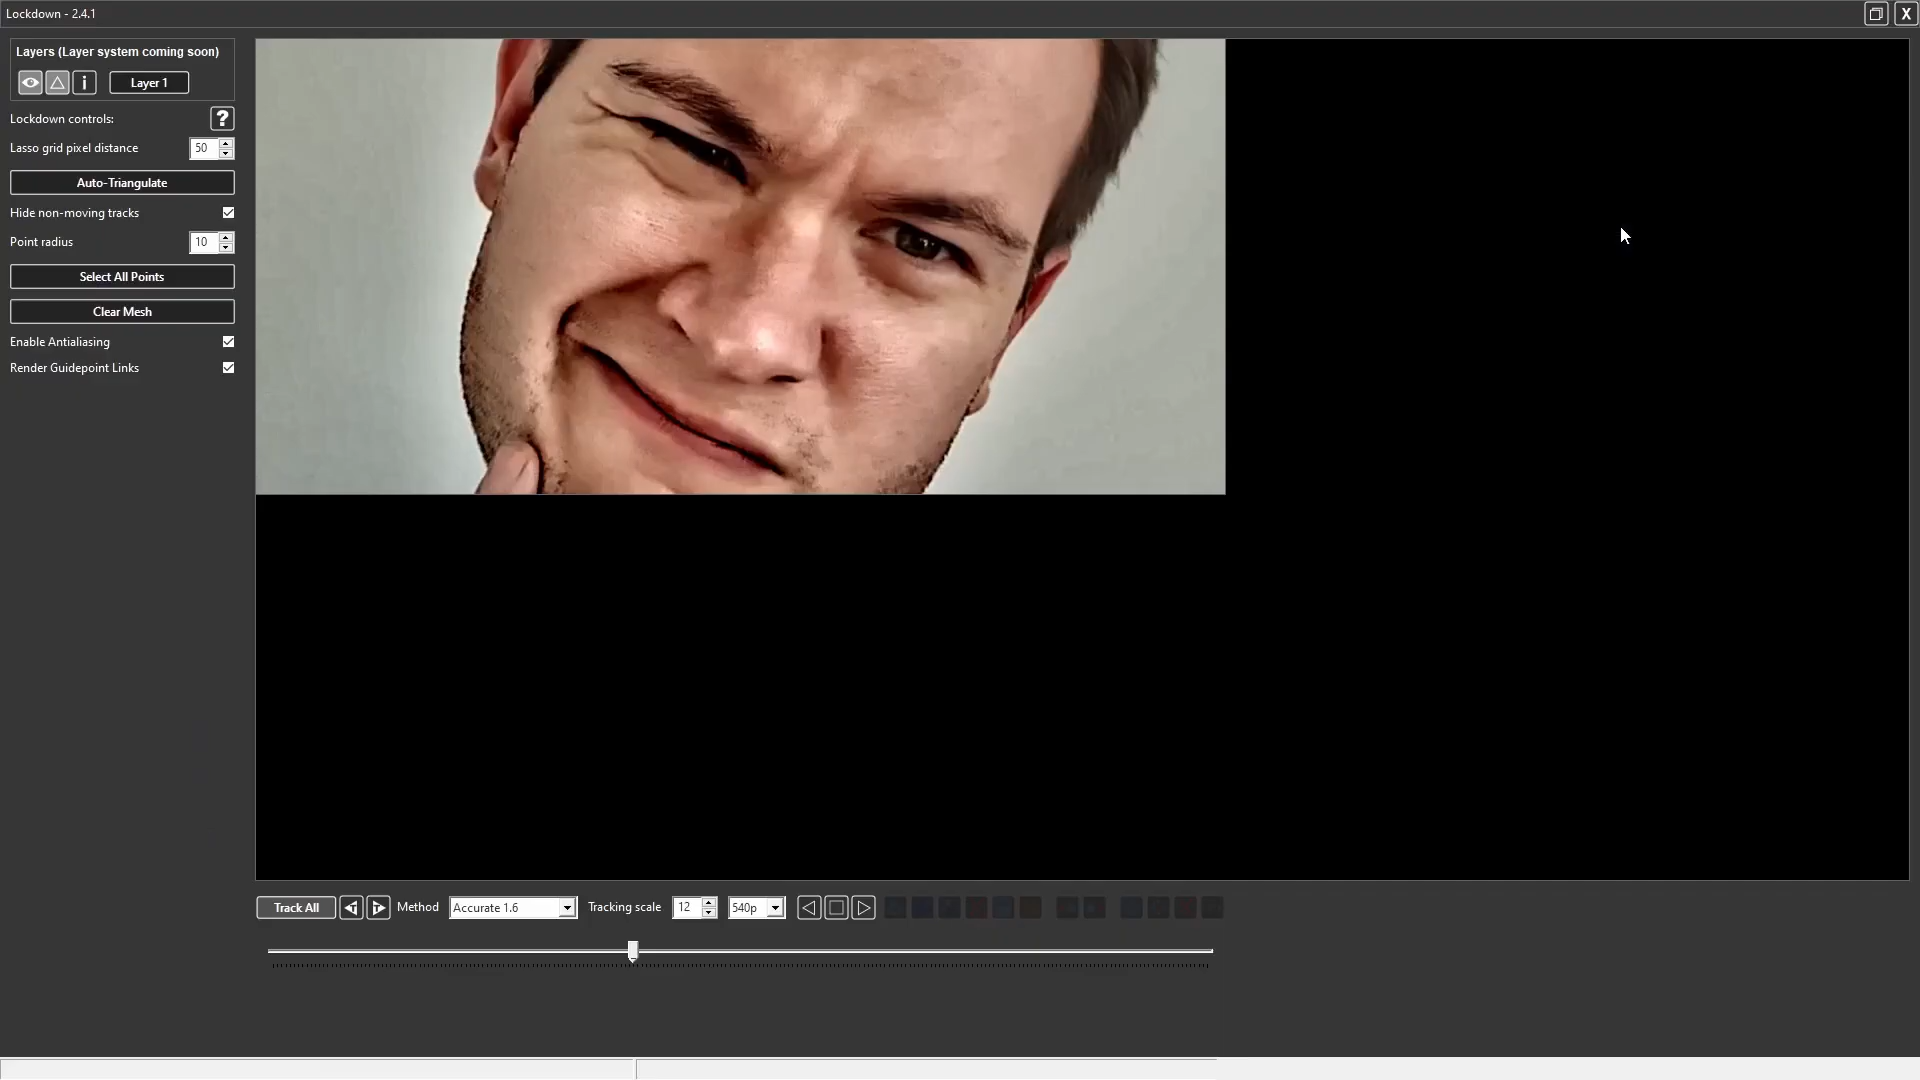 Lockdown - 2.4.1
X
Layers (Layer system coming soon)
i
Layer 1
Lockdown controls:
?
Lasso grid pixel distance 50
Auto-Triangulate
Hide non-moving tracks
Point radius 10
Select All Points
Clear Mesh
Enable Antialiasing
Render Guidepoint Links
Track All Method Accurate 1.6 Tracking scale 12 540p